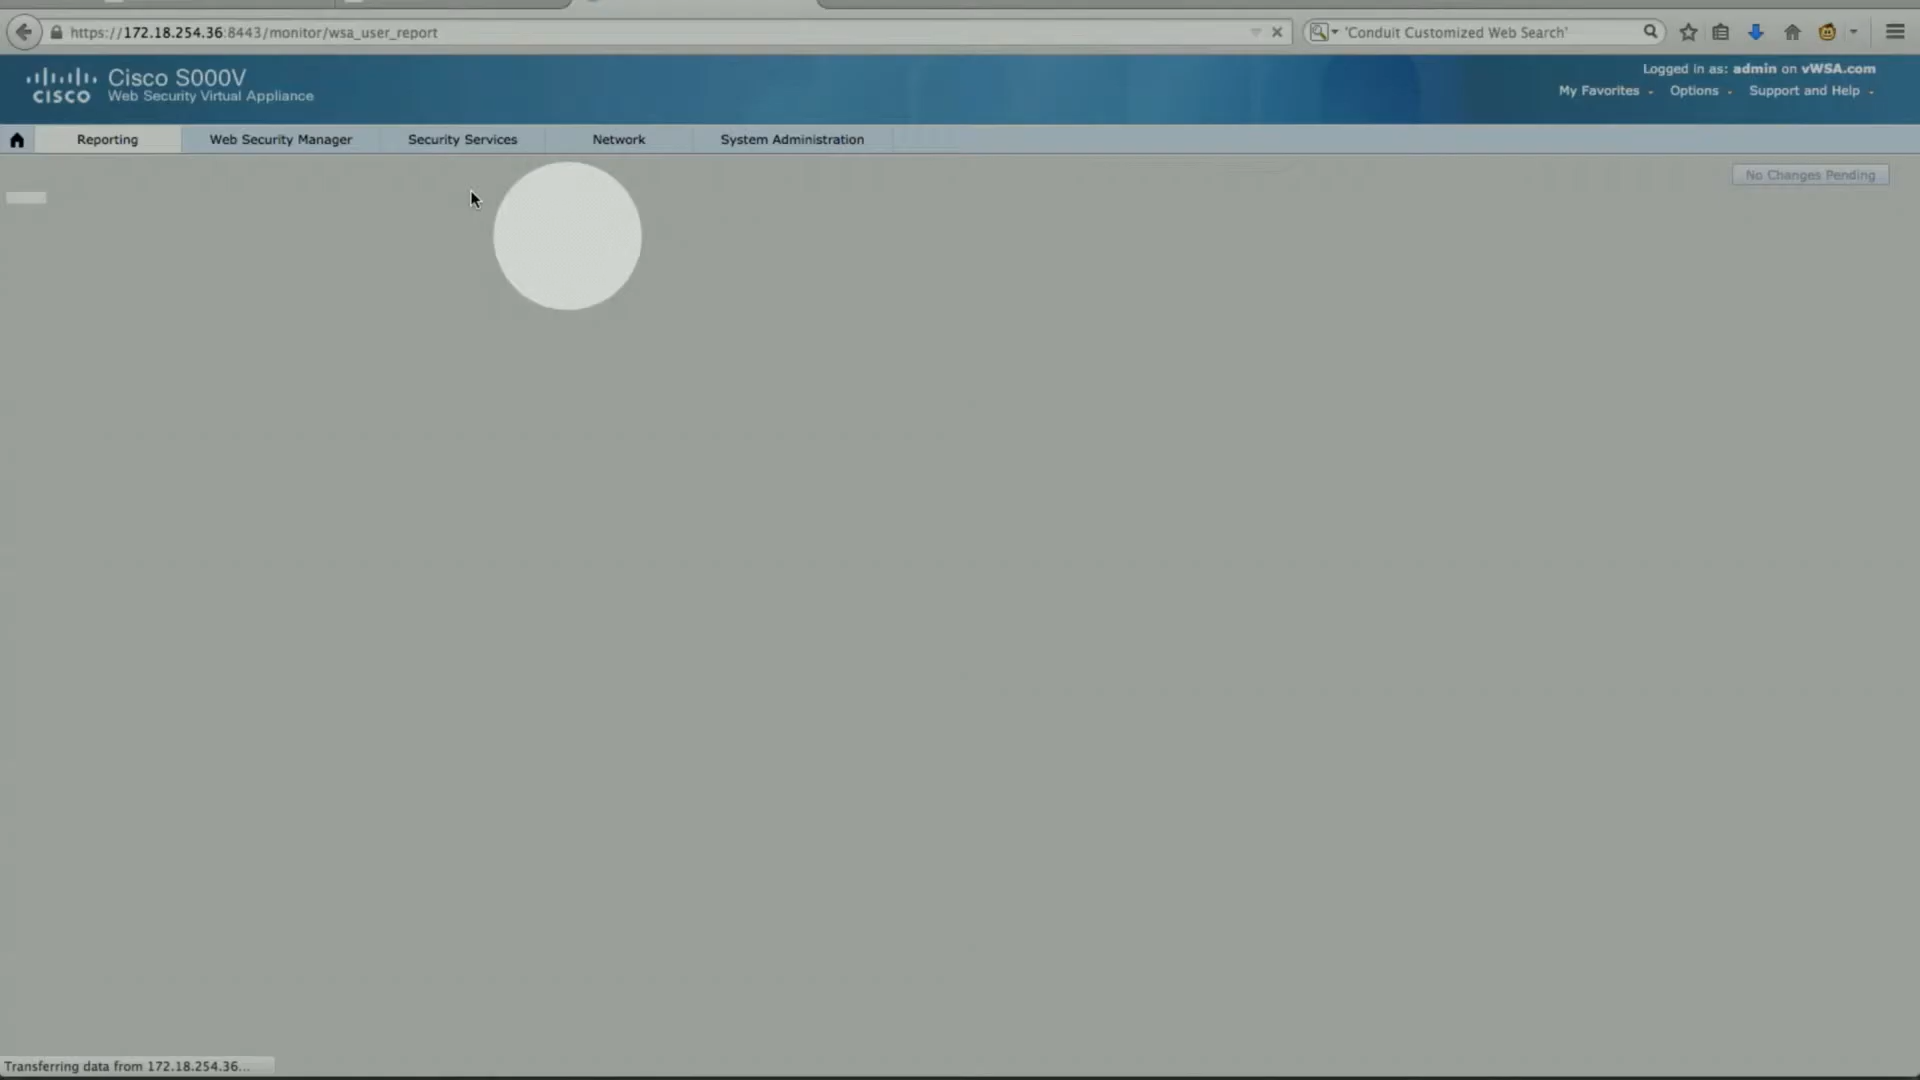 https://172.18.254.36:8443/monitor/wsa_user_report
'Conduit Customized Web Search'
CISCO
Cisco S000V
Web Security Virtual Appliance
Logged in as: admin on vWSA.com
My Favorites
Options
Support and Help
Reporting
Web Security Manager
Security Services
Network
System Administration
No Changes Pending
Transferring data from 172.18.254.36...